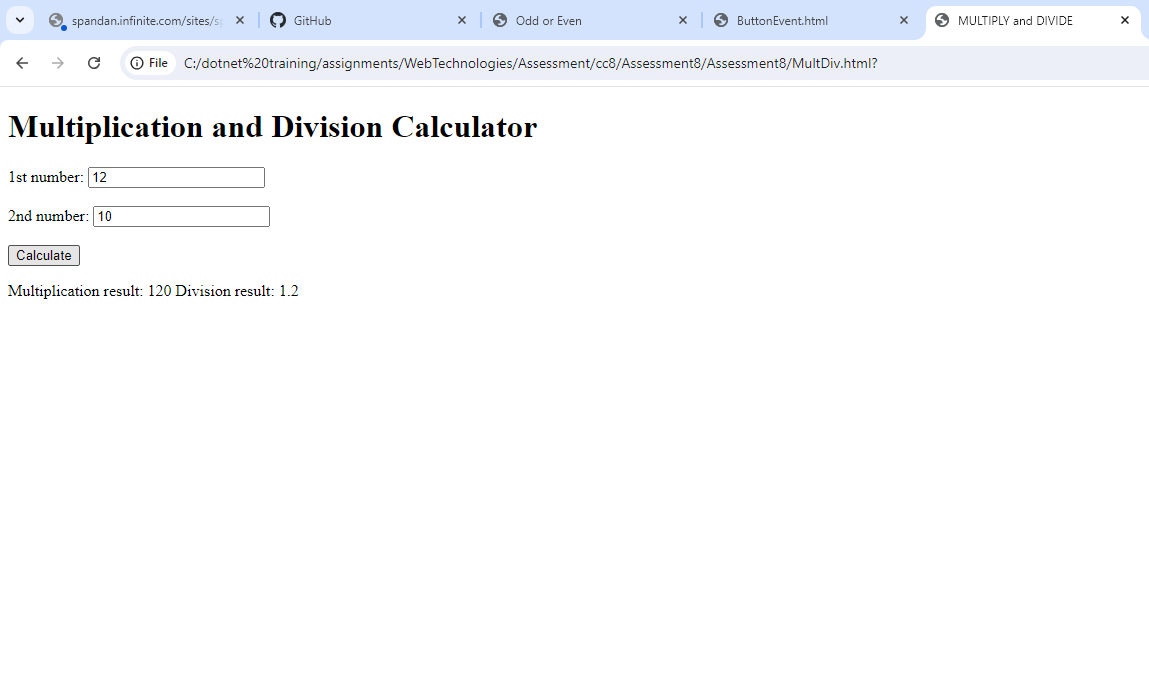 spandan.infinite.com/sites/sp
GitHub
Odd or Even
ButtonEvent.html
MULTIPLY and DIVIDE
File C:/dotnet%20training/assignments/WebTechnologies/Assessment/cc8/Assessment8/Assessment8/MultDiv.html?
Multiplication and Division Calculator
1st number: 12
2nd number: 10
Calculate
Multiplication result: 120 Division result: 1.2